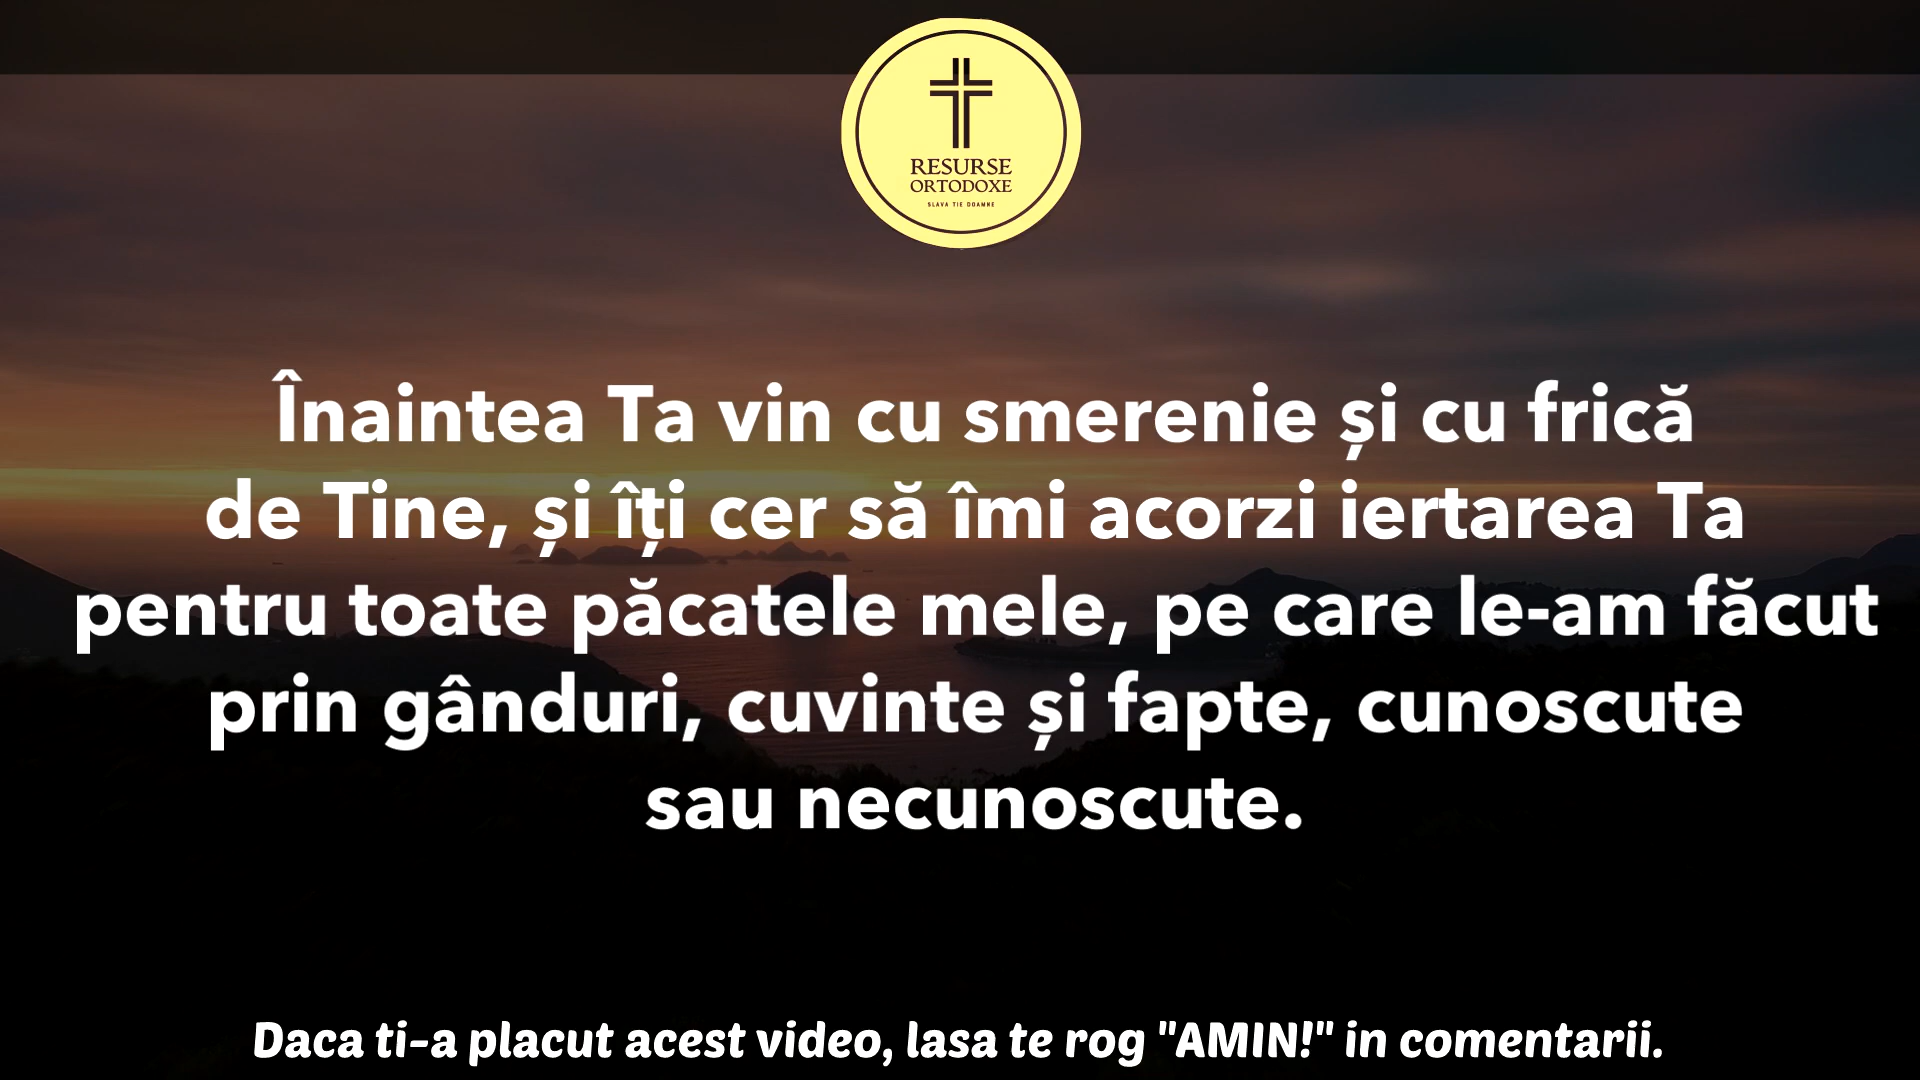 RESURSE
ORTODOXE
SLAVA TIE DOAMNE
Înaintea Ta vin cu smerenie și cu frică
de Tine, și îți cer să îmi acorzi iertarea Ta
pentru toate păcatele mele, pe care le-am făcut
prin gânduri, cuvinte și fapte, cunoscute
sau necunoscute.
Daca ti-a placut acest video, lasa te rog "AMIN!" in comentarii.